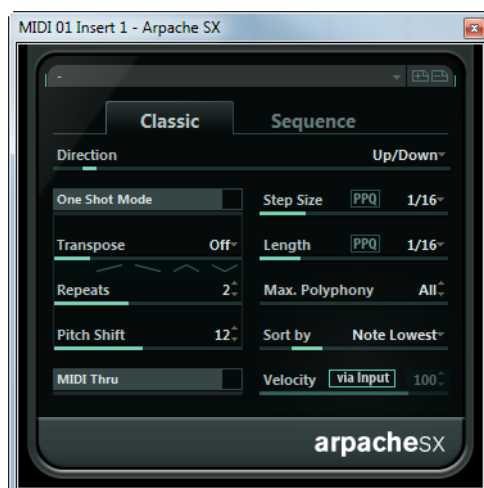 MIDI 01 Insert 1 - Arpache SX
-
Classic Sequence
Direction Up/Down
One Shot Mode Step Size PPQ 1/16
Transpose Off Length PPQ 1/16
Repeats 2 Max. Polyphony All
Pitch Shift 12 Sort by Note Lowest
MIDI Thru Velocity via Input 100
arpacheSX